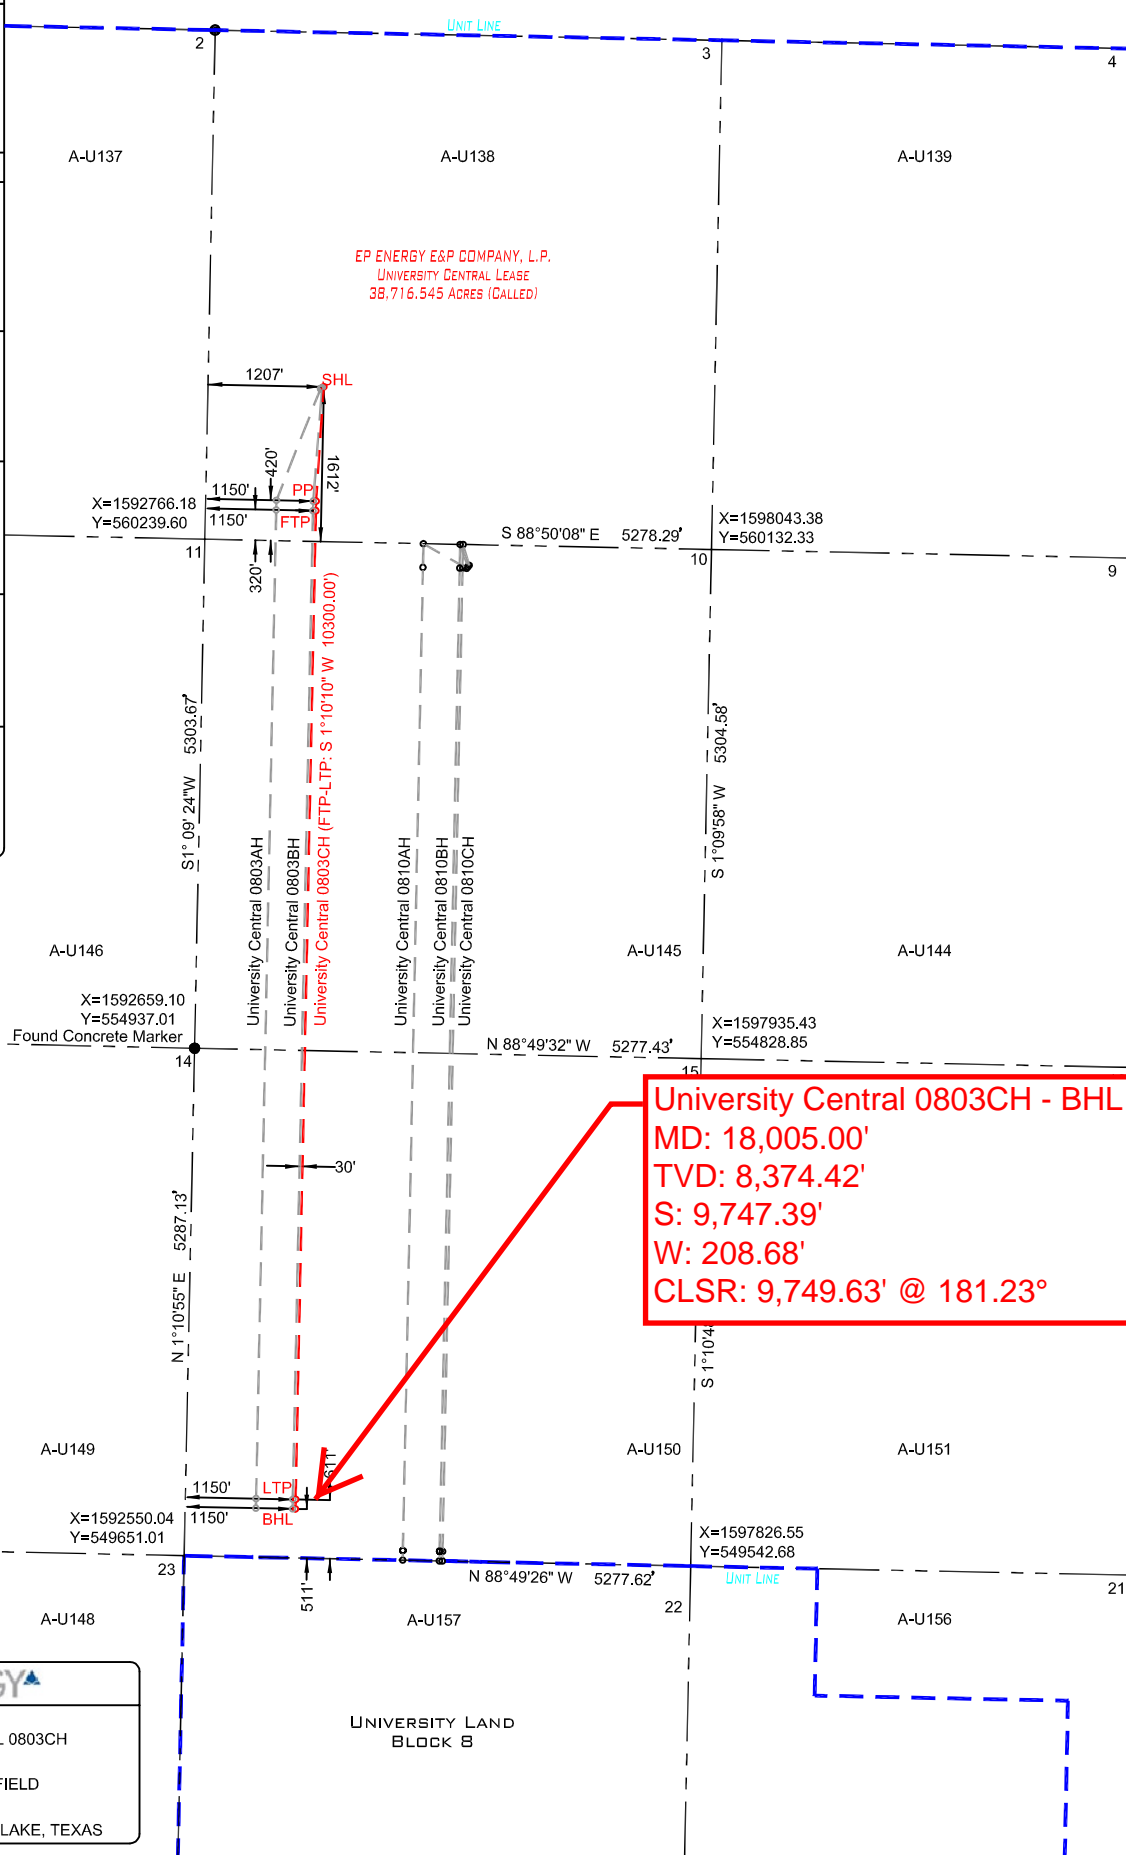 UNIT LINE
2
3
4
A-U137
A-U138
A-U139
EP ENERGY E&P COMPANY, L.P.
UNIVERSITY CENTRAL LEASE
38,716.545 ACRES (CALLED)
1207'
SHL
1612'
420'
1150'
PP
X=1592766.18
Y=560239.60
1150'
FTP
11
320'
S 88°50'08" E 5278.29'
X=1598043.38
Y=560132.33
10
9
S1° 09' 24"W 5303.67'
University Central 0803AH
University Central 0803BH
University Central 0803CH (FTP-LTP: S 1°10'10" W 10300.00')
University Central 0810AH
University Central 0810BH
University Central 0810CH
S 1°09'58" W 5304.58'
A-U146
A-U145
A-U144
X=1592659.10
Y=554937.01
Found Concrete Marker
14
N 88°49'32" W 5277.43'
X=1597935.43
Y=554828.85
15
University Central 0803CH - BHL
MD: 18,005.00'
TVD: 8,374.42'
S: 9,747.39'
W: 208.68'
CLSR: 9,749.63' @ 181.23°
30'
N 1°10'55" E 5287.13'
S 1°10'4
A-U149
A-U150
A-U151
611'
1150'
LTP
1150'
BHL
X=1592550.04
Y=549651.01
23
511'
N 88°49'26" W 5277.62'
X=1597826.55
Y=549542.68
UNIT LINE
22
21
A-U148
A-U157
A-U156
UNIVERSITY LAND
BLOCK 8
GY
L 0803CH
FIELD
LAKE, TEXAS